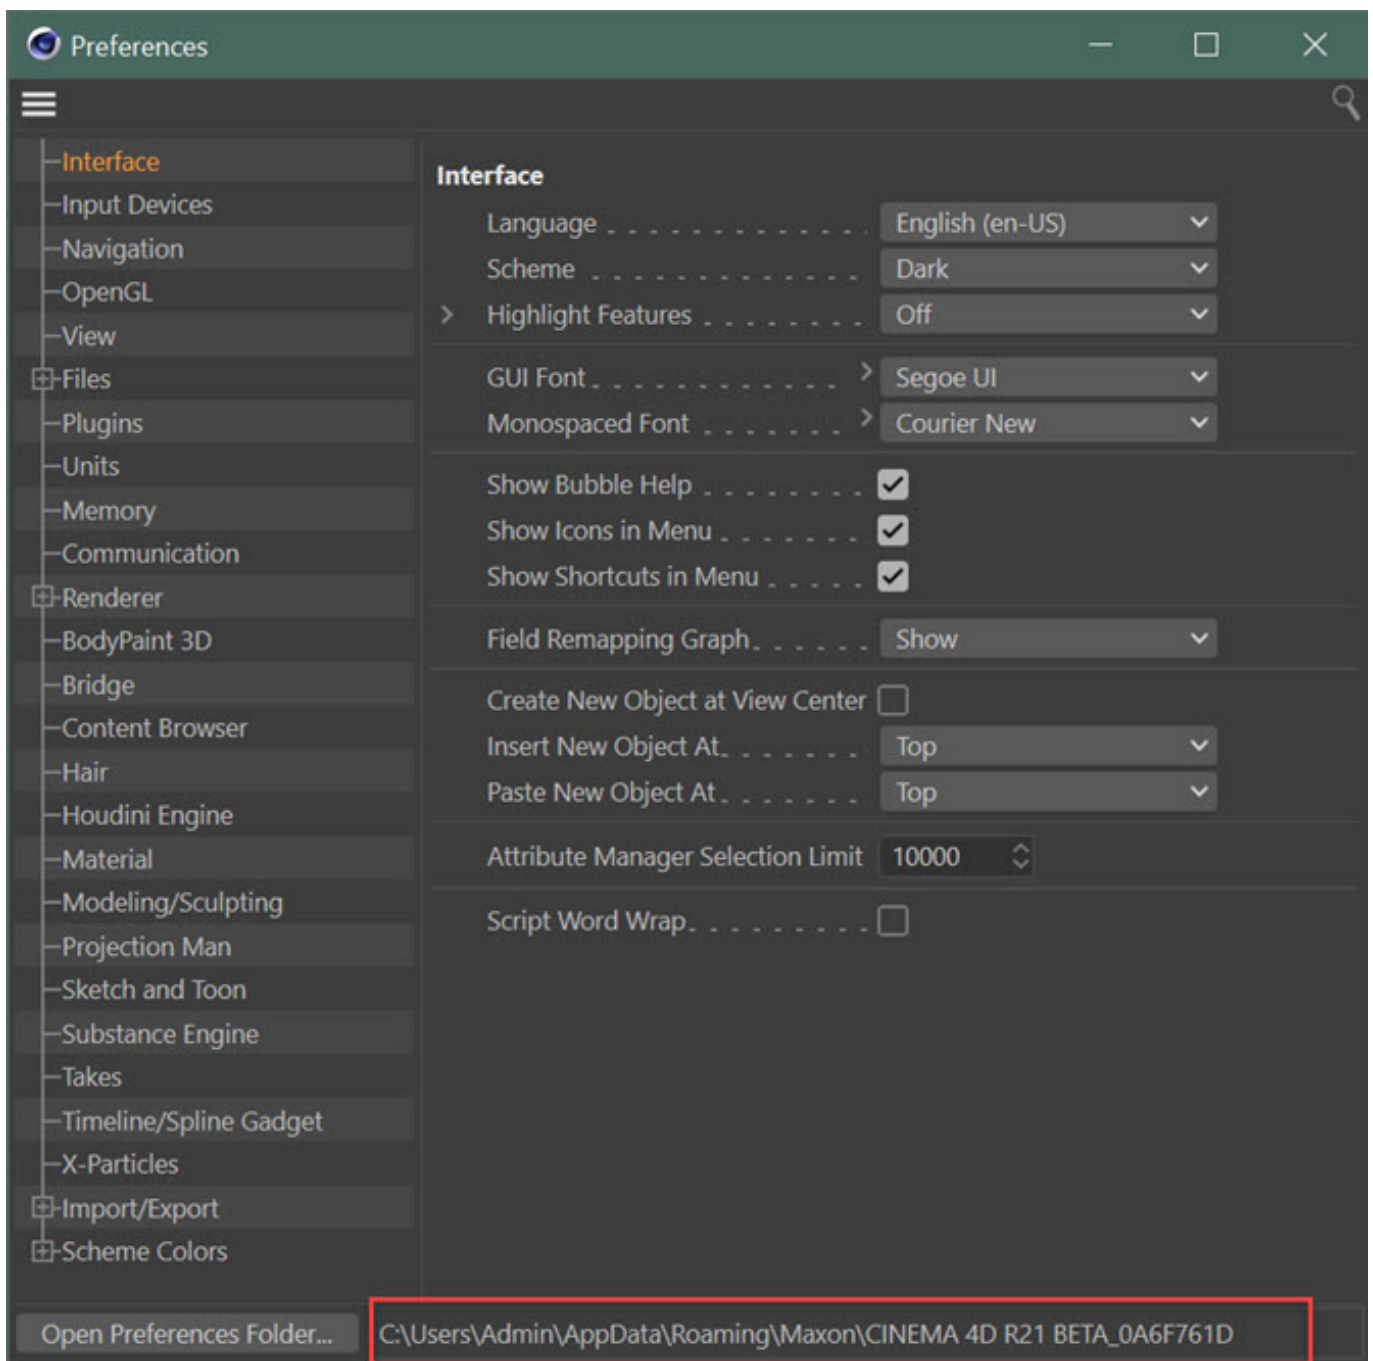 Preferences
Interface
Input Devices
Navigation
OpenGL
View
Files
Plugins
Units
Memory
Communication
Renderer
BodyPaint 3D
Bridge
Content Browser
Hair
Houdini Engine
Material
Modeling/Sculpting
Projection Man
Sketch and Toon
Substance Engine
Takes
Timeline/Spline Gadget
X-Particles
Import/Export
Scheme Colors
Interface
Language English (en-US)
Scheme Dark
Highlight Features Off
GUI Font Segoe UI
Monospaced Font Courier New
Show Bubble Help
Show Icons in Menu
Show Shortcuts in Menu
Field Remapping Graph Show
Create New Object at View Center
Insert New Object At Top
Paste New Object At Top
Attribute Manager Selection Limit 10000
Script Word Wrap
Open Preferences Folder... C:\Users\Admin\AppData\Roaming\Maxon\CINEMA 4D R21 BETA_0A6F761D